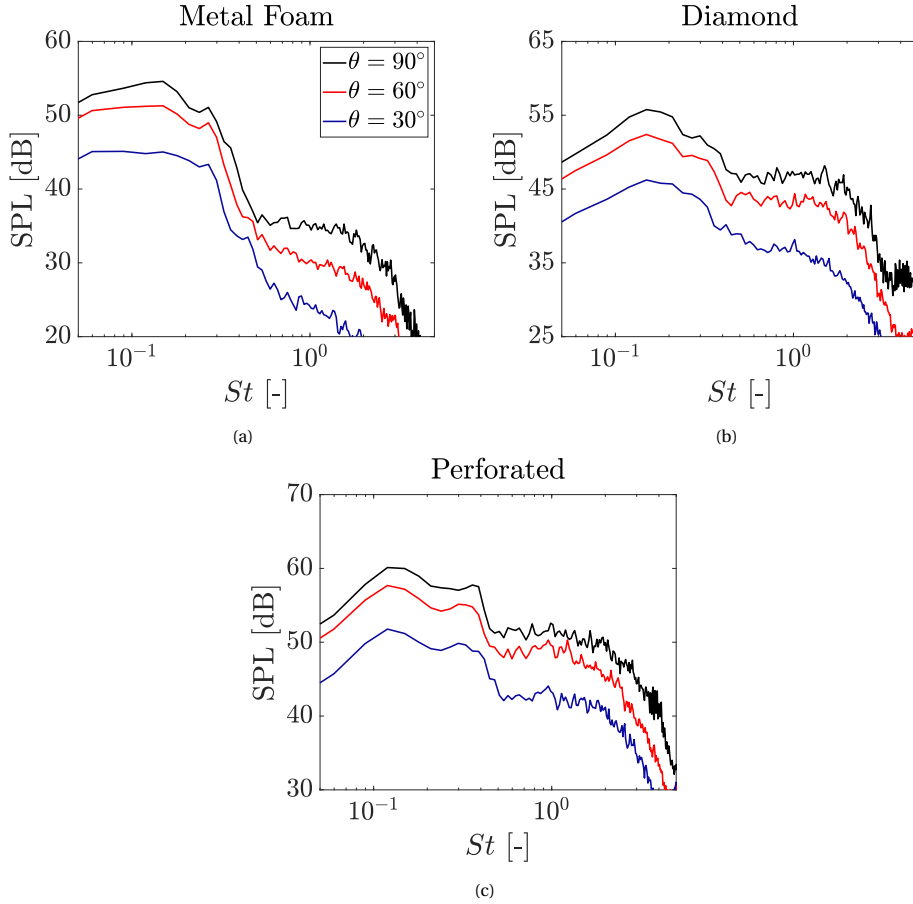 Metal Foam
Diamond
60
50
40
30
20
SPL [dB]
θ = 90°
θ = 60°
θ = 30°
10⁻¹
10⁰
St [-]
(a)
65
55
45
35
25
SPL [dB]
10⁻¹
10⁰
St [-]
(b)
Perforated
70
60
50
40
30
SPL [dB]
10⁻¹
10⁰
St [-]
(c)